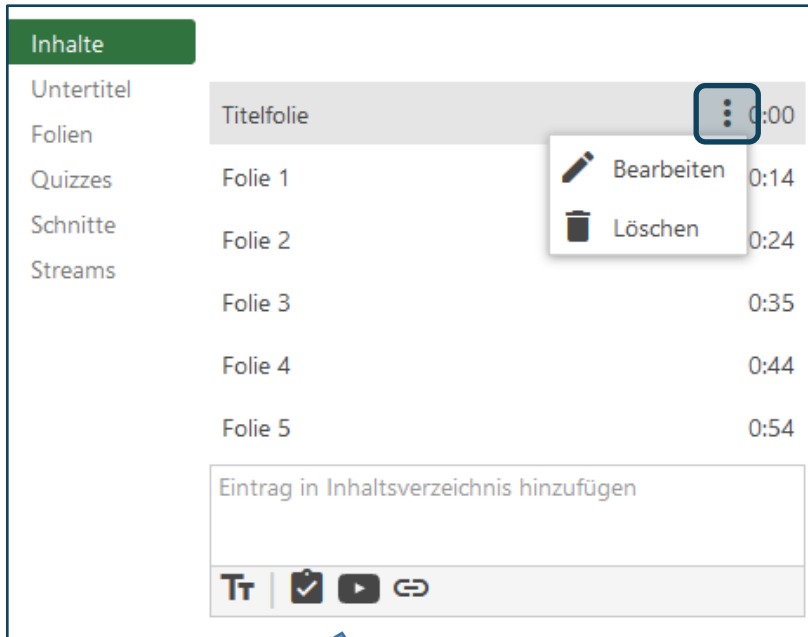 Inhalte
Untertitel
Folien
Quizzes
Schnitte
Streams
Titelfolie 0:00
Bearbeiten
Löschen
Folie 1 0:14
Folie 2 0:24
Folie 3 0:35
Folie 4 0:44
Folie 5 0:54
Eintrag in Inhaltsverzeichnis hinzufügen
TT